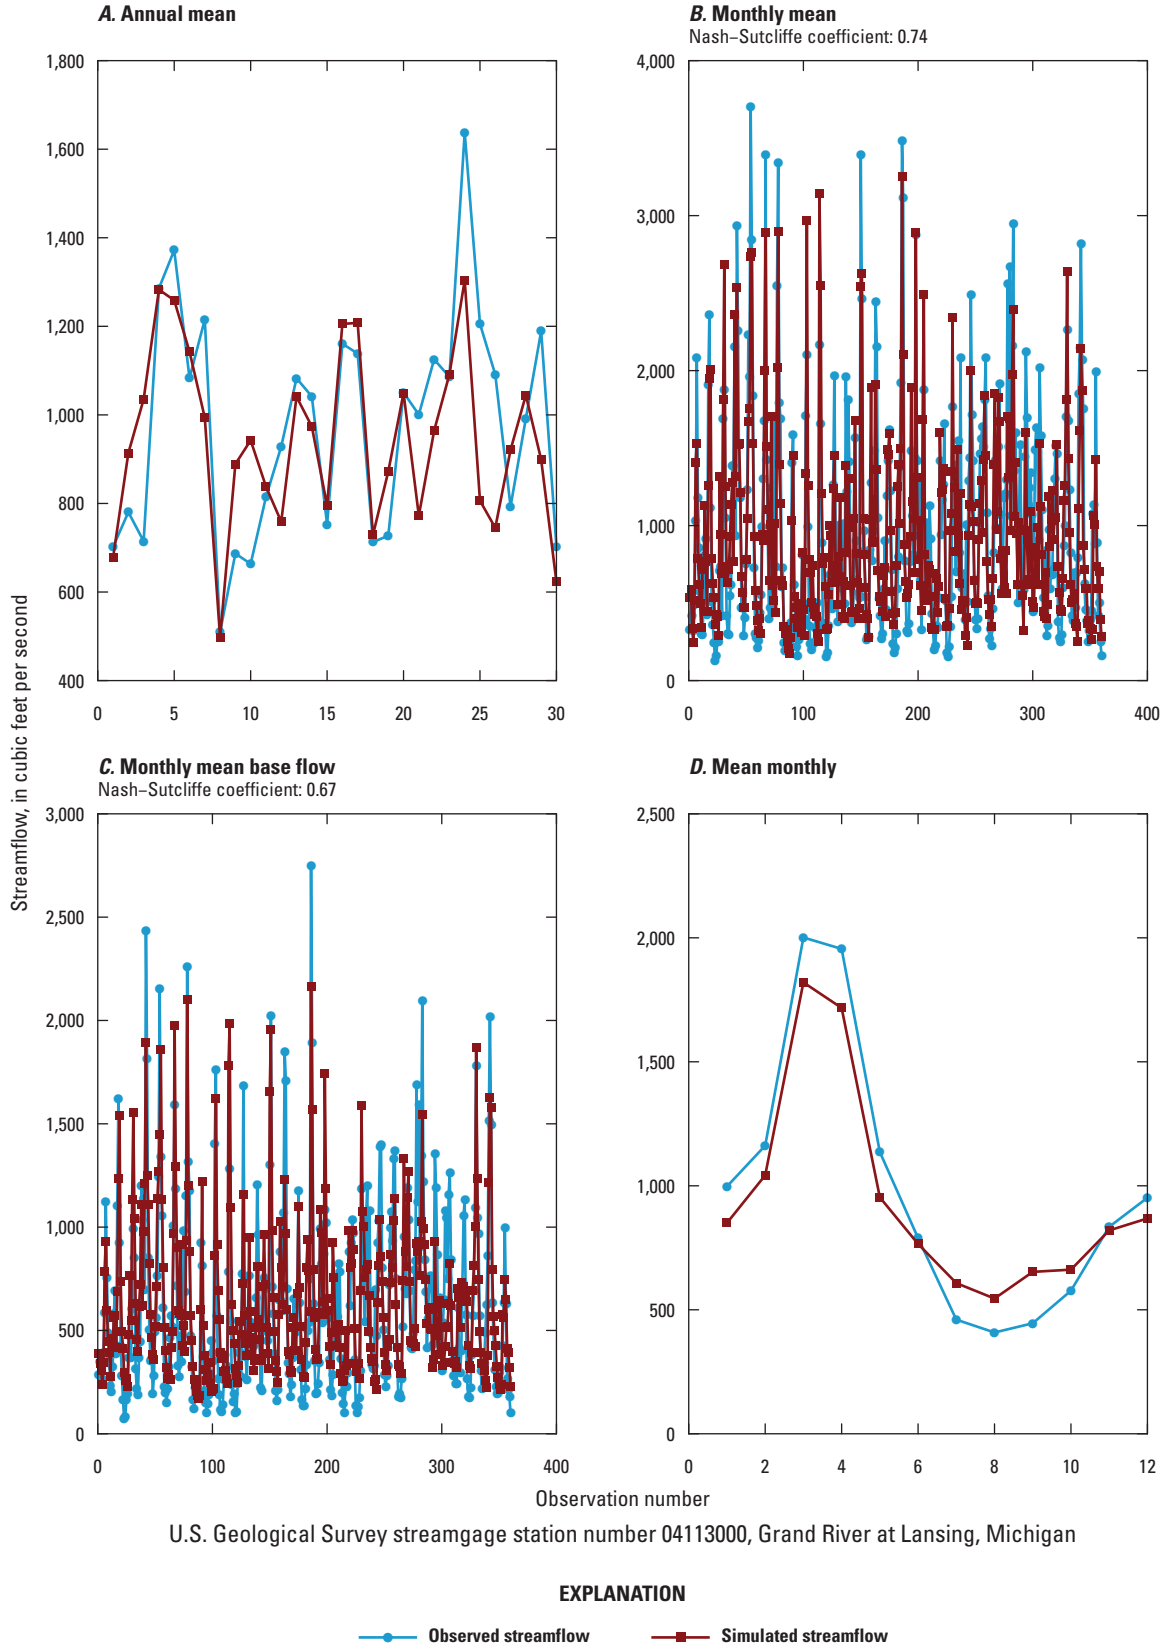 A. Annual mean
1,800
1,600
1,400
1,200
1,000
800
600
400
0 5 10 15 20 25 30
B. Monthly mean
Nash–Sutcliffe coefficient: 0.74
4,000
3,000
2,000
1,000
0
0 100 200 300 400
C. Monthly mean base flow
Nash–Sutcliffe coefficient: 0.67
3,000
2,500
2,000
1,500
1,000
500
0
0 100 200 300 400
D. Mean monthly
2,500
2,000
1,500
1,000
500
0
0 2 4 6 8 10 12
Streamflow, in cubic feet per second
Observation number
U.S. Geological Survey streamgage station number 04113000, Grand River at Lansing, Michigan
EXPLANATION
Observed streamflow
Simulated streamflow